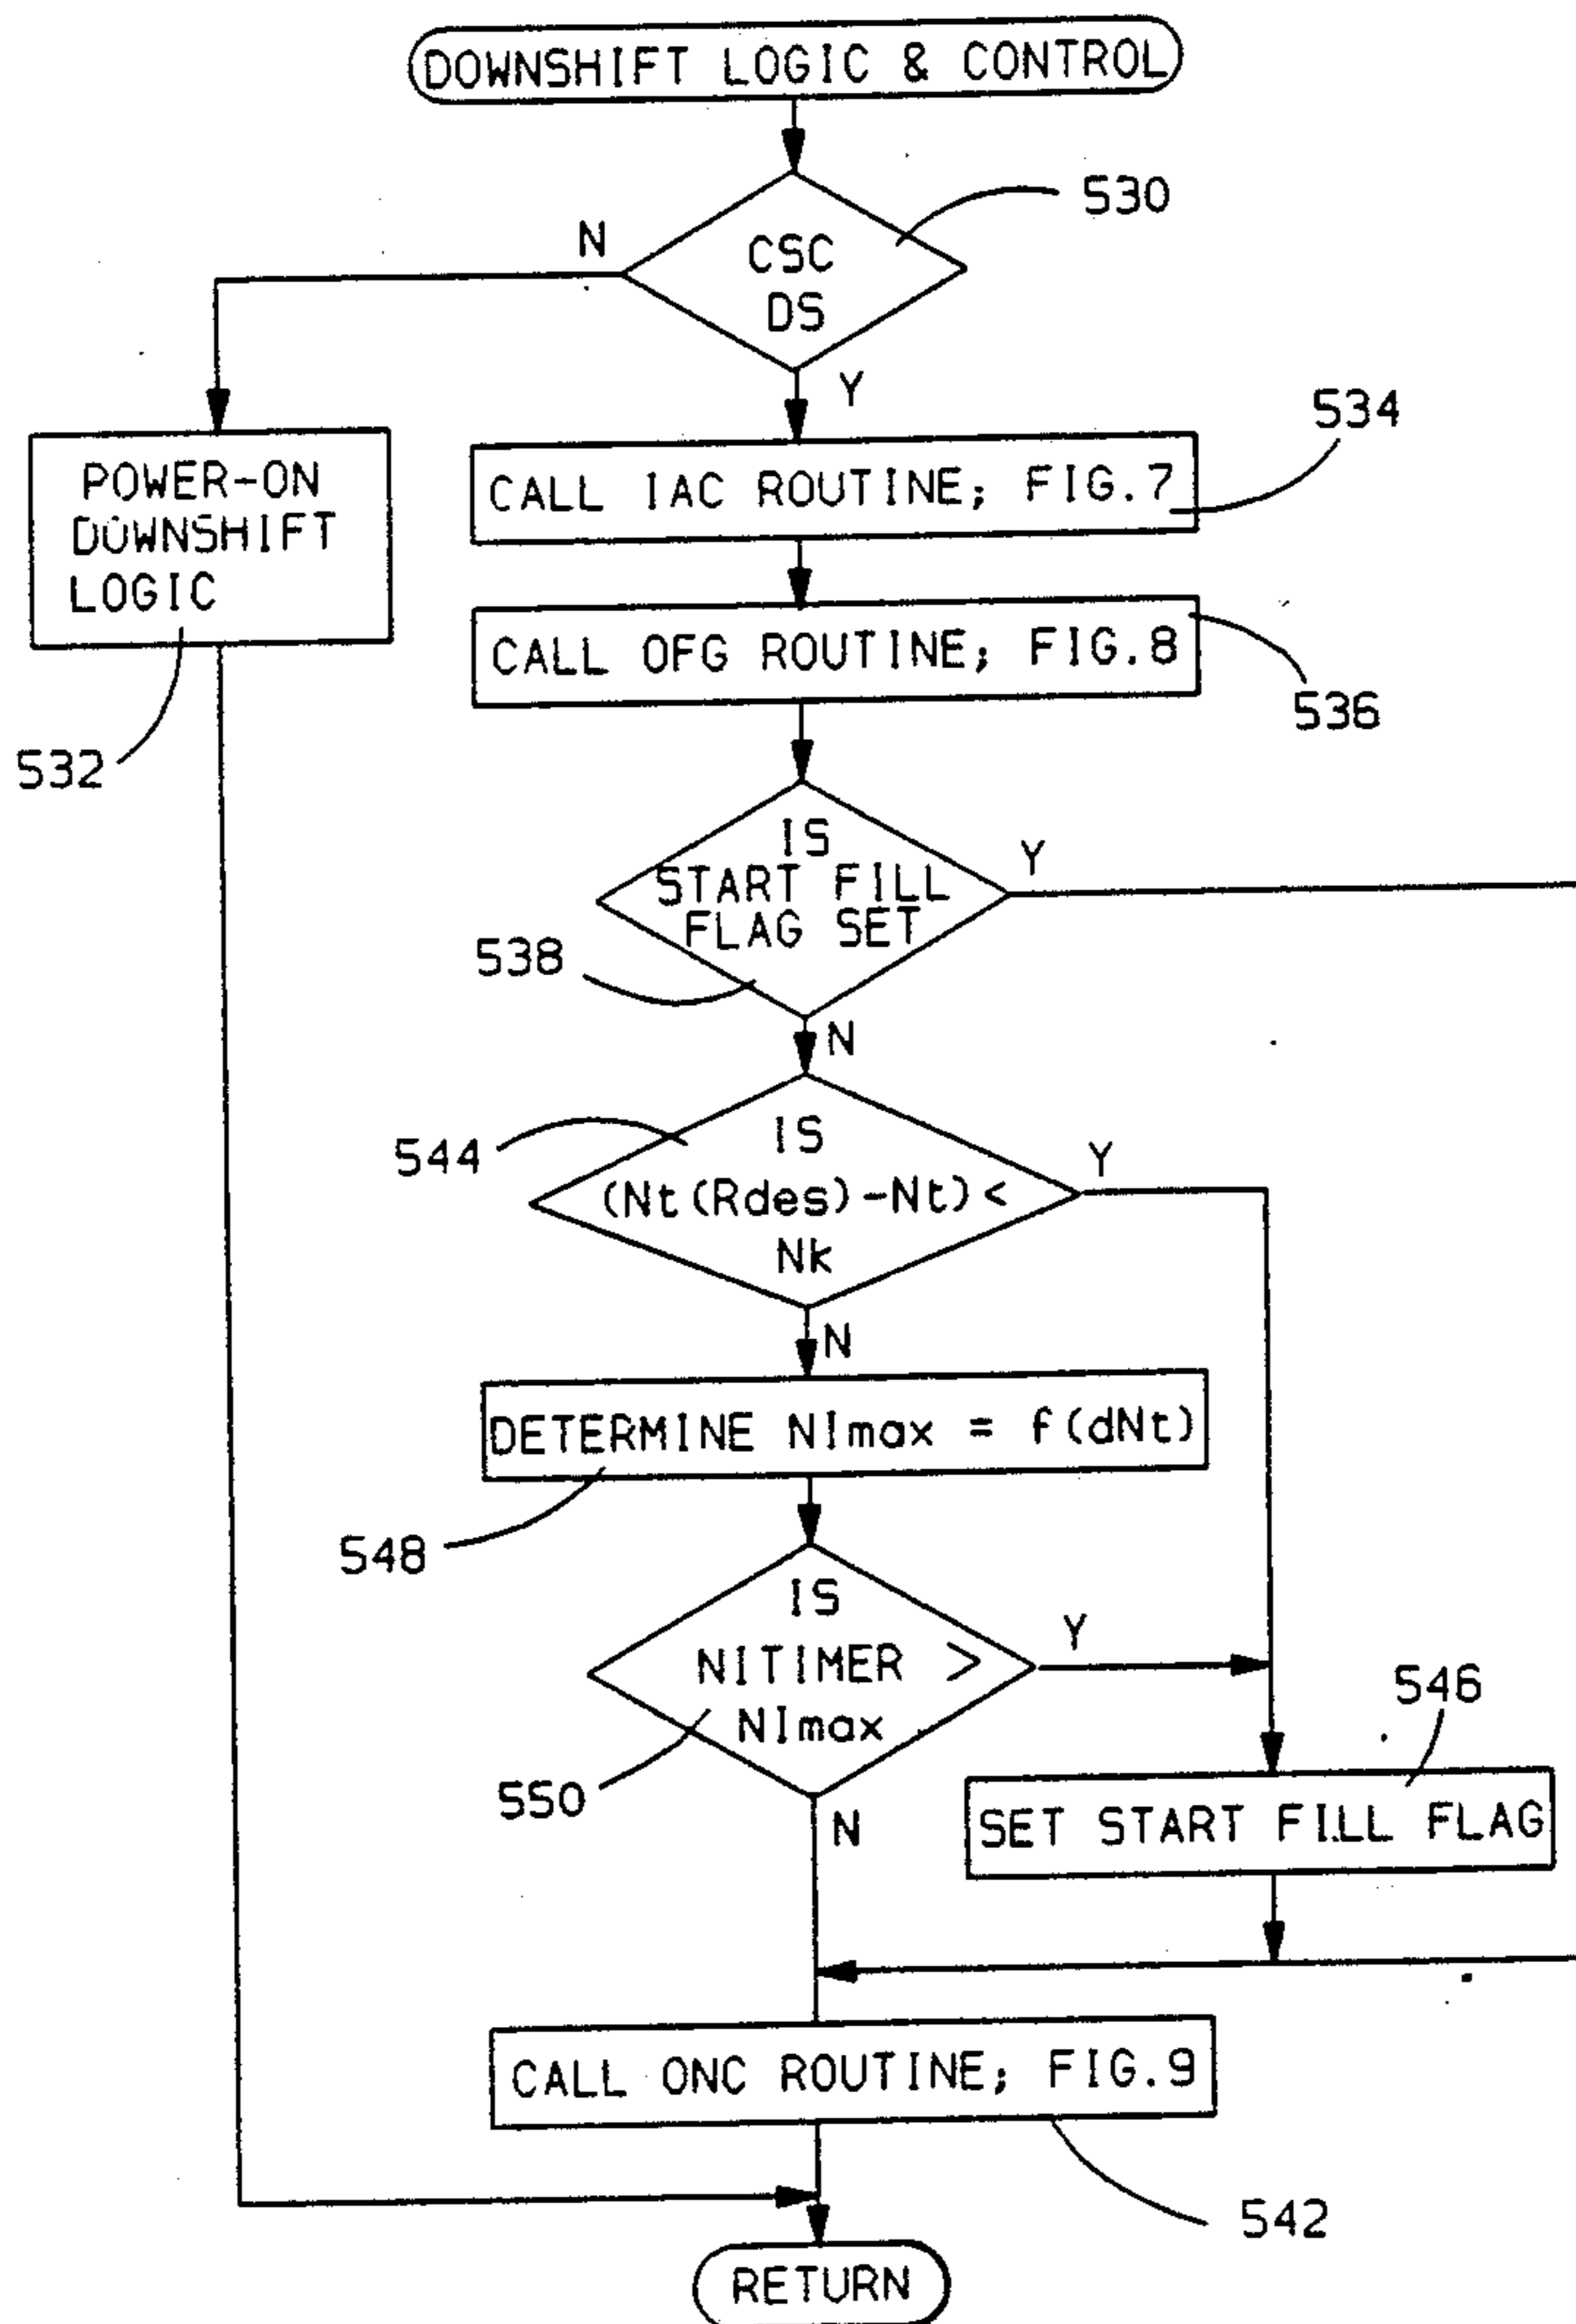 DOWNSHIFT LOGIC & CONTROL
530
N
CSC
DS
Y
534
POWER-ON
DOWNSHIFT
LOGIC
CALL IAC ROUTINE; FIG.7
CALL OFG ROUTINE; FIG.8
536
532
IS
START FILL
FLAG SET
Y
538
N
544
IS
(Nt(Rdes)-Nt)<
Nk
Y
N
DETERMINE NImax = f(dNt)
548
IS
NITIMER >
NImax
Y
546
550
N
SET START FILL FLAG
CALL ONC ROUTINE; FIG.9
542
RETURN